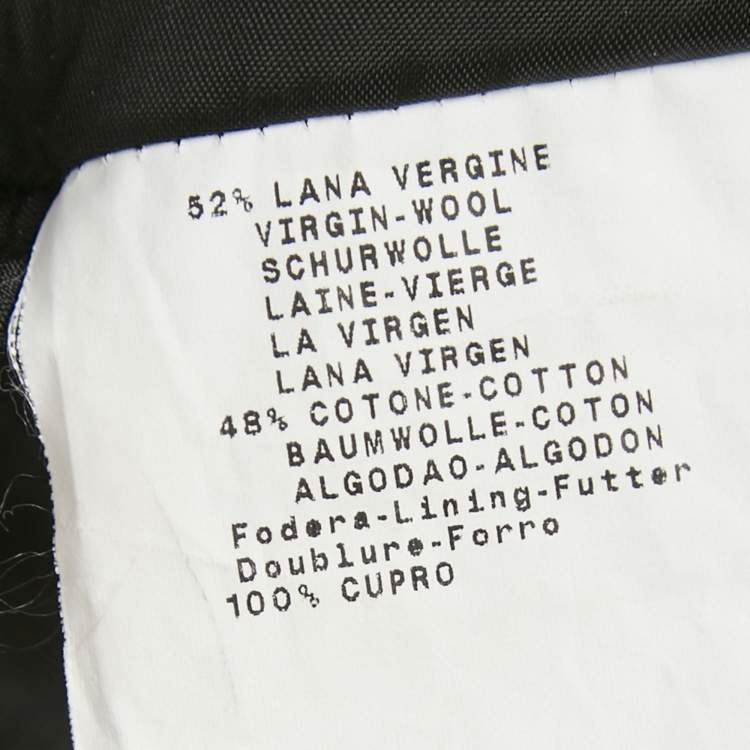 52% LANA VERGINE
VIRGIN-WOOL
SCHURWOLLE
LAINE-VIERGE
LA VIRGEN
LANA VIRGEN
48% COTONE-COTTON
BAUMWOLLE-COTON
ALGODAO-ALGODON
Fodera-Lining-Futter
Doublure-Forro
100% CUPRO